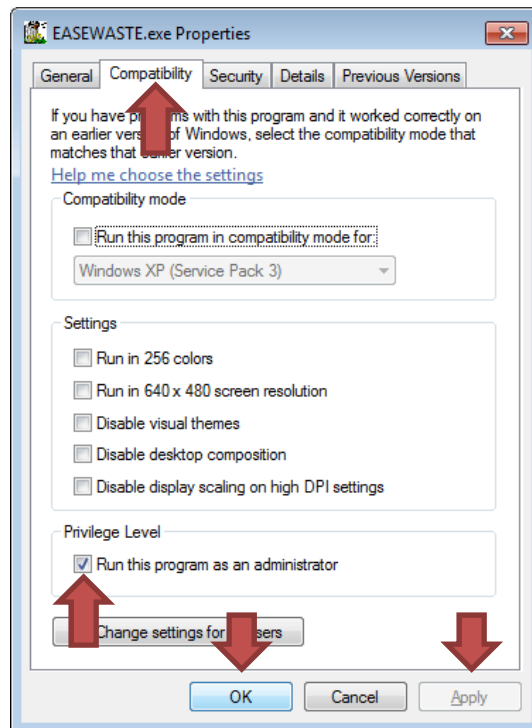 EASEWASTE.exe Properties
General Compatibility Security Details Previous Versions
If you have with this program and it worked correctly on
an earlier of Windows, select the compatibility mode that
matches that earlier version.
Help me choose the settings
Compatibility mode
Run this program in compatibility mode for:
Windows XP (Service Pack 3)
Settings
Run in 256 colors
Run in 640 x 480 screen resolution
Disable visual themes
Disable desktop composition
Disable display scaling on high DPI settings
Privilege Level
Run this program as an administrator
Change settings for
OK Cancel Apply